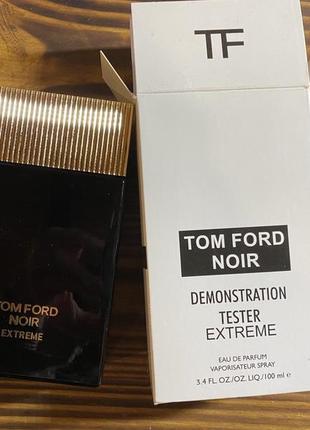 TF
TOM FORD
NOIR
DEMONSTRATION
TESTER
EXTREME
EAU DE PARFUM
VAPORISATEUR SPRAY
3.4 FL.OZ./OZ.LIQ./100 ml e
TOM FORD
NOIR
EXTREME